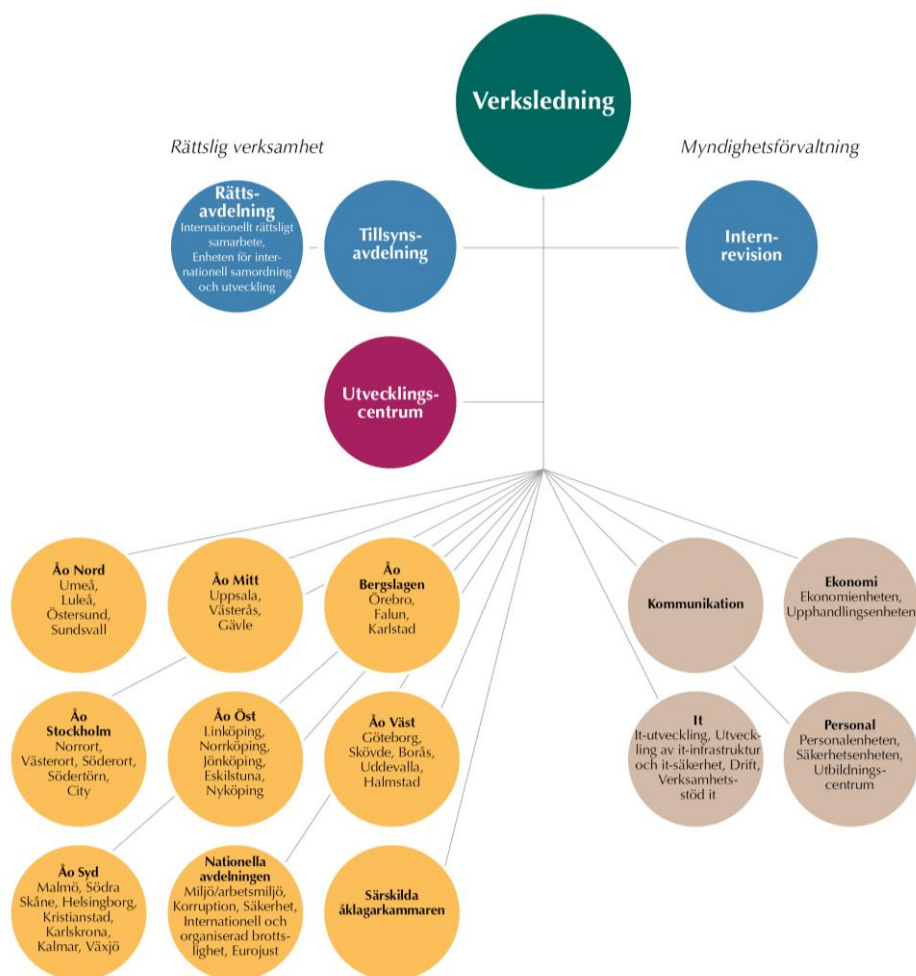 Verksledning
Rättslig verksamhet
Myndighetsförvaltning
Rätts-
avdelning
Internationellt rättsligt
samarbete,
Enheten för inter-
nationell samordning
och utveckling
Tillsyns-
avdelning
Intern-
revision
Utvecklings-
centrum
Åo Nord
Umeå,
Luleå,
Östersund,
Sundsvall
Åo Mitt
Uppsala,
Västerås,
Gävle
Åo
Bergslagen
Örebro,
Falun,
Karlstad
Kommunikation
Ekonomi
Ekonomienheten,
Upphandlingsenheten
Åo
Stockholm
Norrort,
Västerort, Söderort,
Södertörn,
City
Åo Öst
Linköping,
Norrköping,
Jönköping,
Eskilstuna,
Nyköping
Åo Väst
Göteborg,
Skövde, Borås,
Uddevalla,
Halmstad
It
It-utveckling, Utveck-
ling av it-infrastruktur
och it-säkerhet, Drift,
Verksamhets-
stöd it
Personal
Personalenheten,
Säkerhetsenheten,
Utbildnings-
centrum
Åo Syd
Malmö, Södra
Skåne, Helsingborg,
Kristianstad,
Karlskrona,
Kalmar, Växjö
Nationella
avdelningen
Miljö/arbetsmiljö,
Korruption, Säkerhet,
Internationell och
organiserad brotts-
lighet, Eurojust
Särskilda
åklagarkammaren